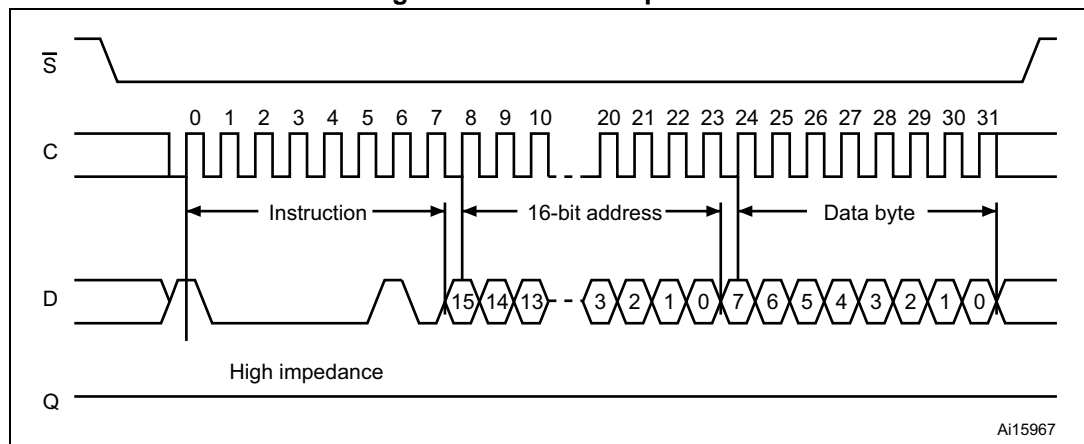 S
0 1 2 3 4 5 6 7 8 9 10 20 21 22 23 24 25 26 27 28 29 30 31
C
Instruction 16-bit address Data byte
D 15 14 13 3 2 1 0 7 6 5 4 3 2 1 0
High impedance
Q
Ai15967